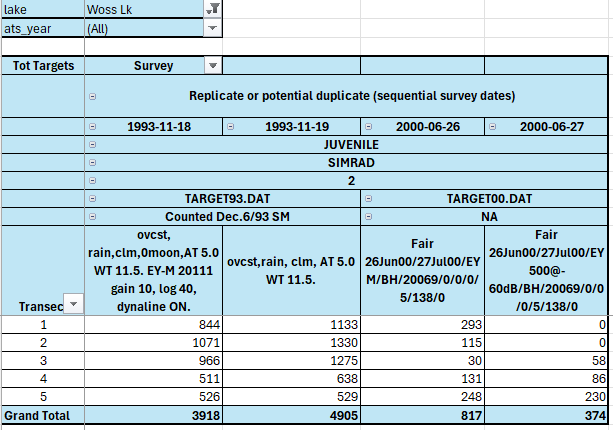 lake Woss Lk
ats_year (All)
Tot Targets Survey
Replicate or potential duplicate (sequential survey dates)
1993-11-18 1993-11-19 2000-06-26 2000-06-27
JUVENILE
SIMRAD
2
TARGET93.DAT TARGET00.DAT
Counted Dec.6/93 SM NA
Transec
ovcst,
rain,clm,0moon,AT 5.0
WT 11.5. EY-M 20111
gain 10, log 40,
dynaline ON.
ovcst,rain, clm, AT 5.0
WT 11.5.
Fair
26Jun00/27Jul00/EY
M/BH/20069/0/0/0/
5/138/0
Fair
26Jun00/27Jul00/EY
500@-
60dB/BH/20069/0/0
/0/5/138/0
1 844 1133 293 0
2 1071 1330 115 0
3 966 1275 30 58
4 511 638 131 86
5 526 529 248 230
Grand Total 3918 4905 817 374